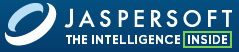 JASPERSOFT
THE INTELLIGENCE INSIDE